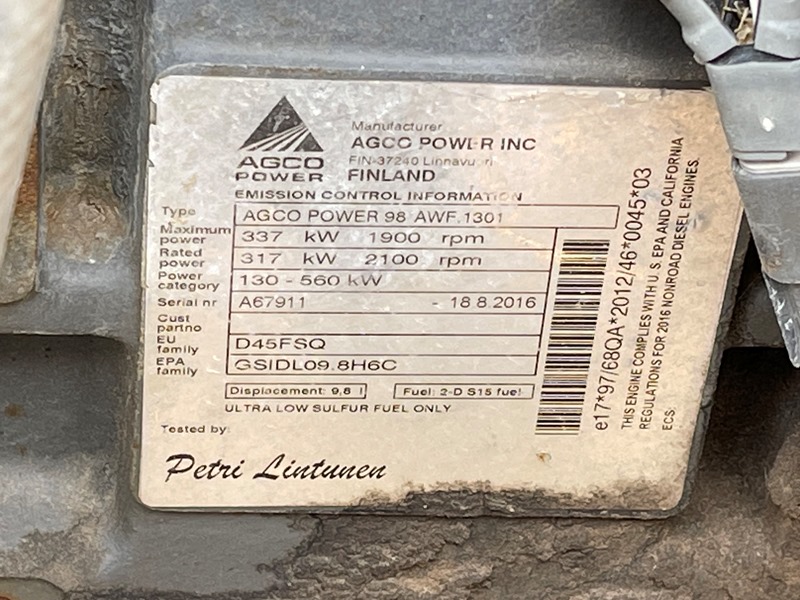 AGCO
POWER
Manufacturer
AGCO POWER INC
FIN-37240 Linnavuori
FINLAND
EMISSION CONTROL INFORMATION
Type AGCO POWER 98 AWF.1301
Maximum power 337 kW 1900 rpm
Rated power 317 kW 2100 rpm
Power category 130 - 560 kW
Serial nr A67911 - 18.8.2016
Cust partno
EU family D45FSQ
EPA family GSIDL09.8H6C
Displacement: 9,8 l Fuel: 2-D S15 fuel
ULTRA LOW SULFUR FUEL ONLY
Tested by:
Petri Lintunen
e17*97/68QA*2012/46*0045*03
THIS ENGINE COMPLIES WITH U.S. EPA AND CALIFORNIA
REGULATIONS FOR 2016 NONROAD DIESEL ENGINES.
ECS: